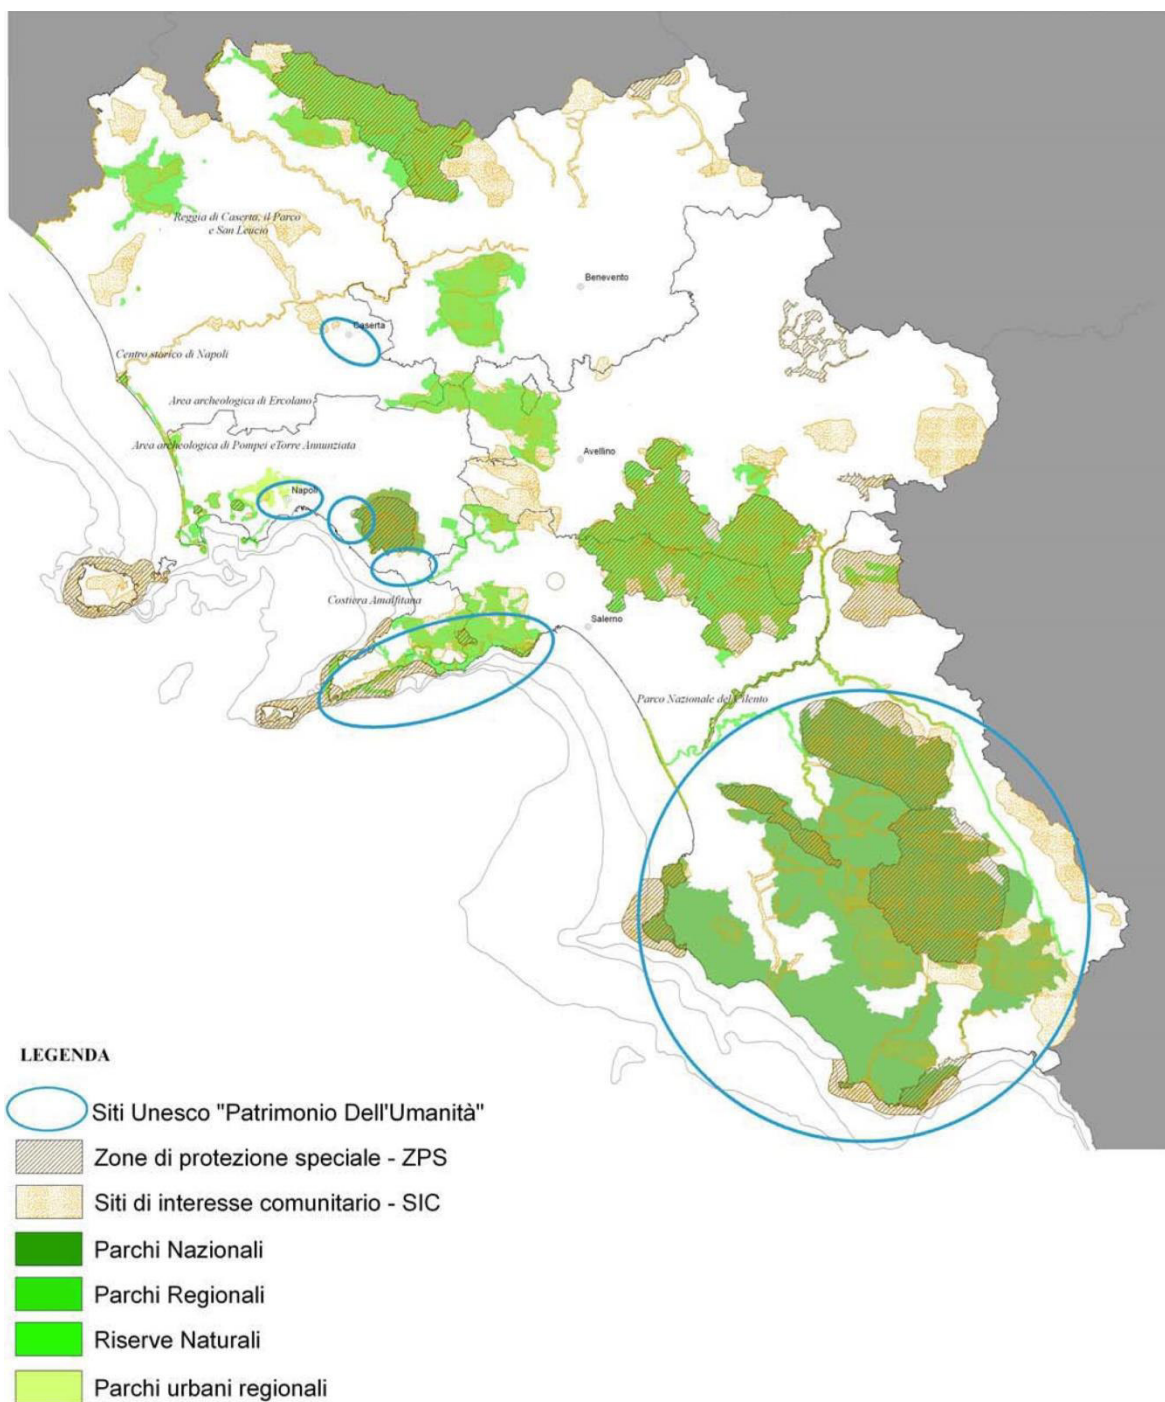 Reggia di Caserta, il Parco
e San Leucio
Benevento
Caserta
Centro storico di Napoli
Area archeologica di Ercolano
Area archeologica di Pompei eTorre Annunziata
Avellino
Napoli
Costiera Amalfitana
Salerno
Parco Nazionale del Cilento
LEGENDA
Siti Unesco "Patrimonio Dell'Umanità"
Zone di protezione speciale - ZPS
Siti di interesse comunitario - SIC
Parchi Nazionali
Parchi Regionali
Riserve Naturali
Parchi urbani regionali